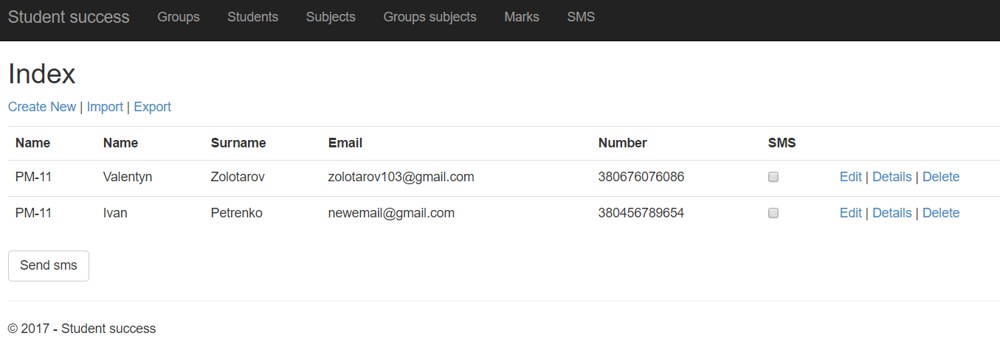 Student success Groups Students Subjects Groups subjects Marks SMS
Index
Create New | Import | Export
Name Name Surname Email Number SMS
PM-11 Valentyn Zolotarov zolotarov103@gmail.com 380676076086 Edit | Details | Delete
PM-11 Ivan Petrenko newemail@gmail.com 380456789654 Edit | Details | Delete
Send sms
© 2017 - Student success